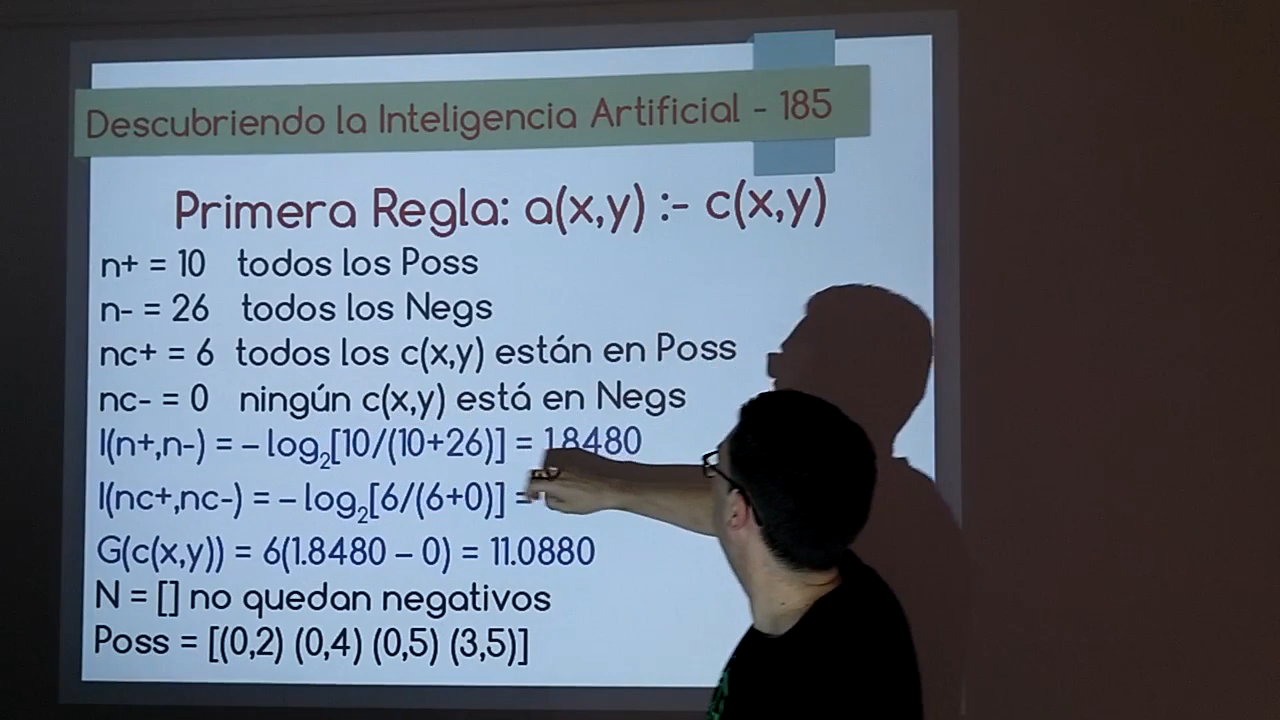 Descubriendo la Inteligencia Artificial - 185
Primera Regla: a(x,y) :- c(x,y)
n+ = 10 todos los Poss
n- = 26 todos los Negs
nc+ = 6 todos los c(x,y) están en Poss
nc- = 0 ningún c(x,y) está en Negs
I(n+,n-) = – log₂[10/(10+26)] = 1.8480
I(nc+,nc-) = – log₂[6/(6+0)] =
G(c(x,y)) = 6(1.8480 – 0) = 11.0880
N = [] no quedan negativos
Poss = [(0,2) (0,4) (0,5) (3,5)]